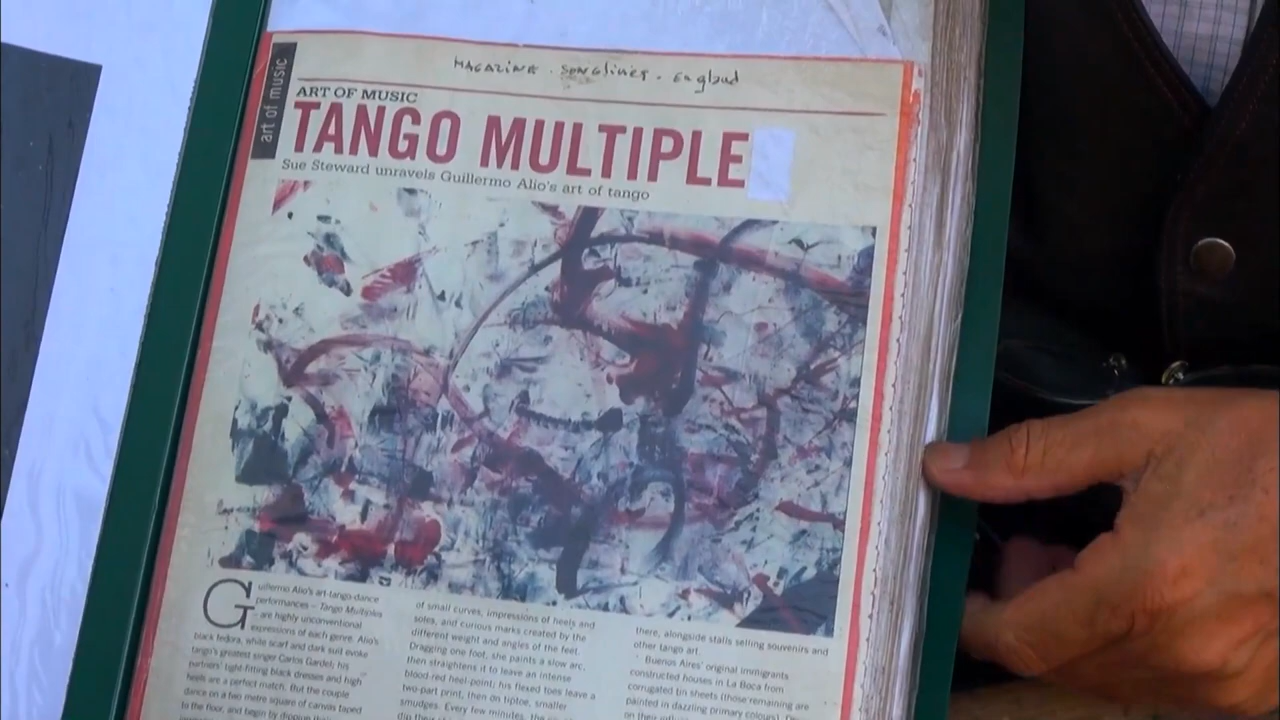 MAGAZINE - SONGlines - England
art of music
ART OF MUSIC
TANGO MULTIPLE
Sue Steward unravels Guillermo Alio's art of tango
Guillermo Alio's art-tango-dance
performances – Tango Multiples
– are highly unconventional
expressions of each genre. Alio's
black fedora, white scarf and dark suit evoke
tango's greatest singer Carlos Gardel; his
partners' tight-fitting black dresses and high
heels are a perfect match. But the couple
dance on a two metre square of canvas taped
to the floor, and begin by dipping
of small curves, impressions of heels and
soles, and curious marks created by the
different weight and angles of the feet.
Dragging one foot, she paints a slow arc,
then straightens it to leave an intense
blood-red heel-point; his flexed toes leave a
two-part print, then on tiptoe, smaller
smudges. Every few minutes, the
there, alongside stalls selling souvenirs and
other tango art.
Buenos Aires' original immigrants
constructed houses in La Boca from
corrugated tin sheets (those remaining are
painted in dazzling primary colours).